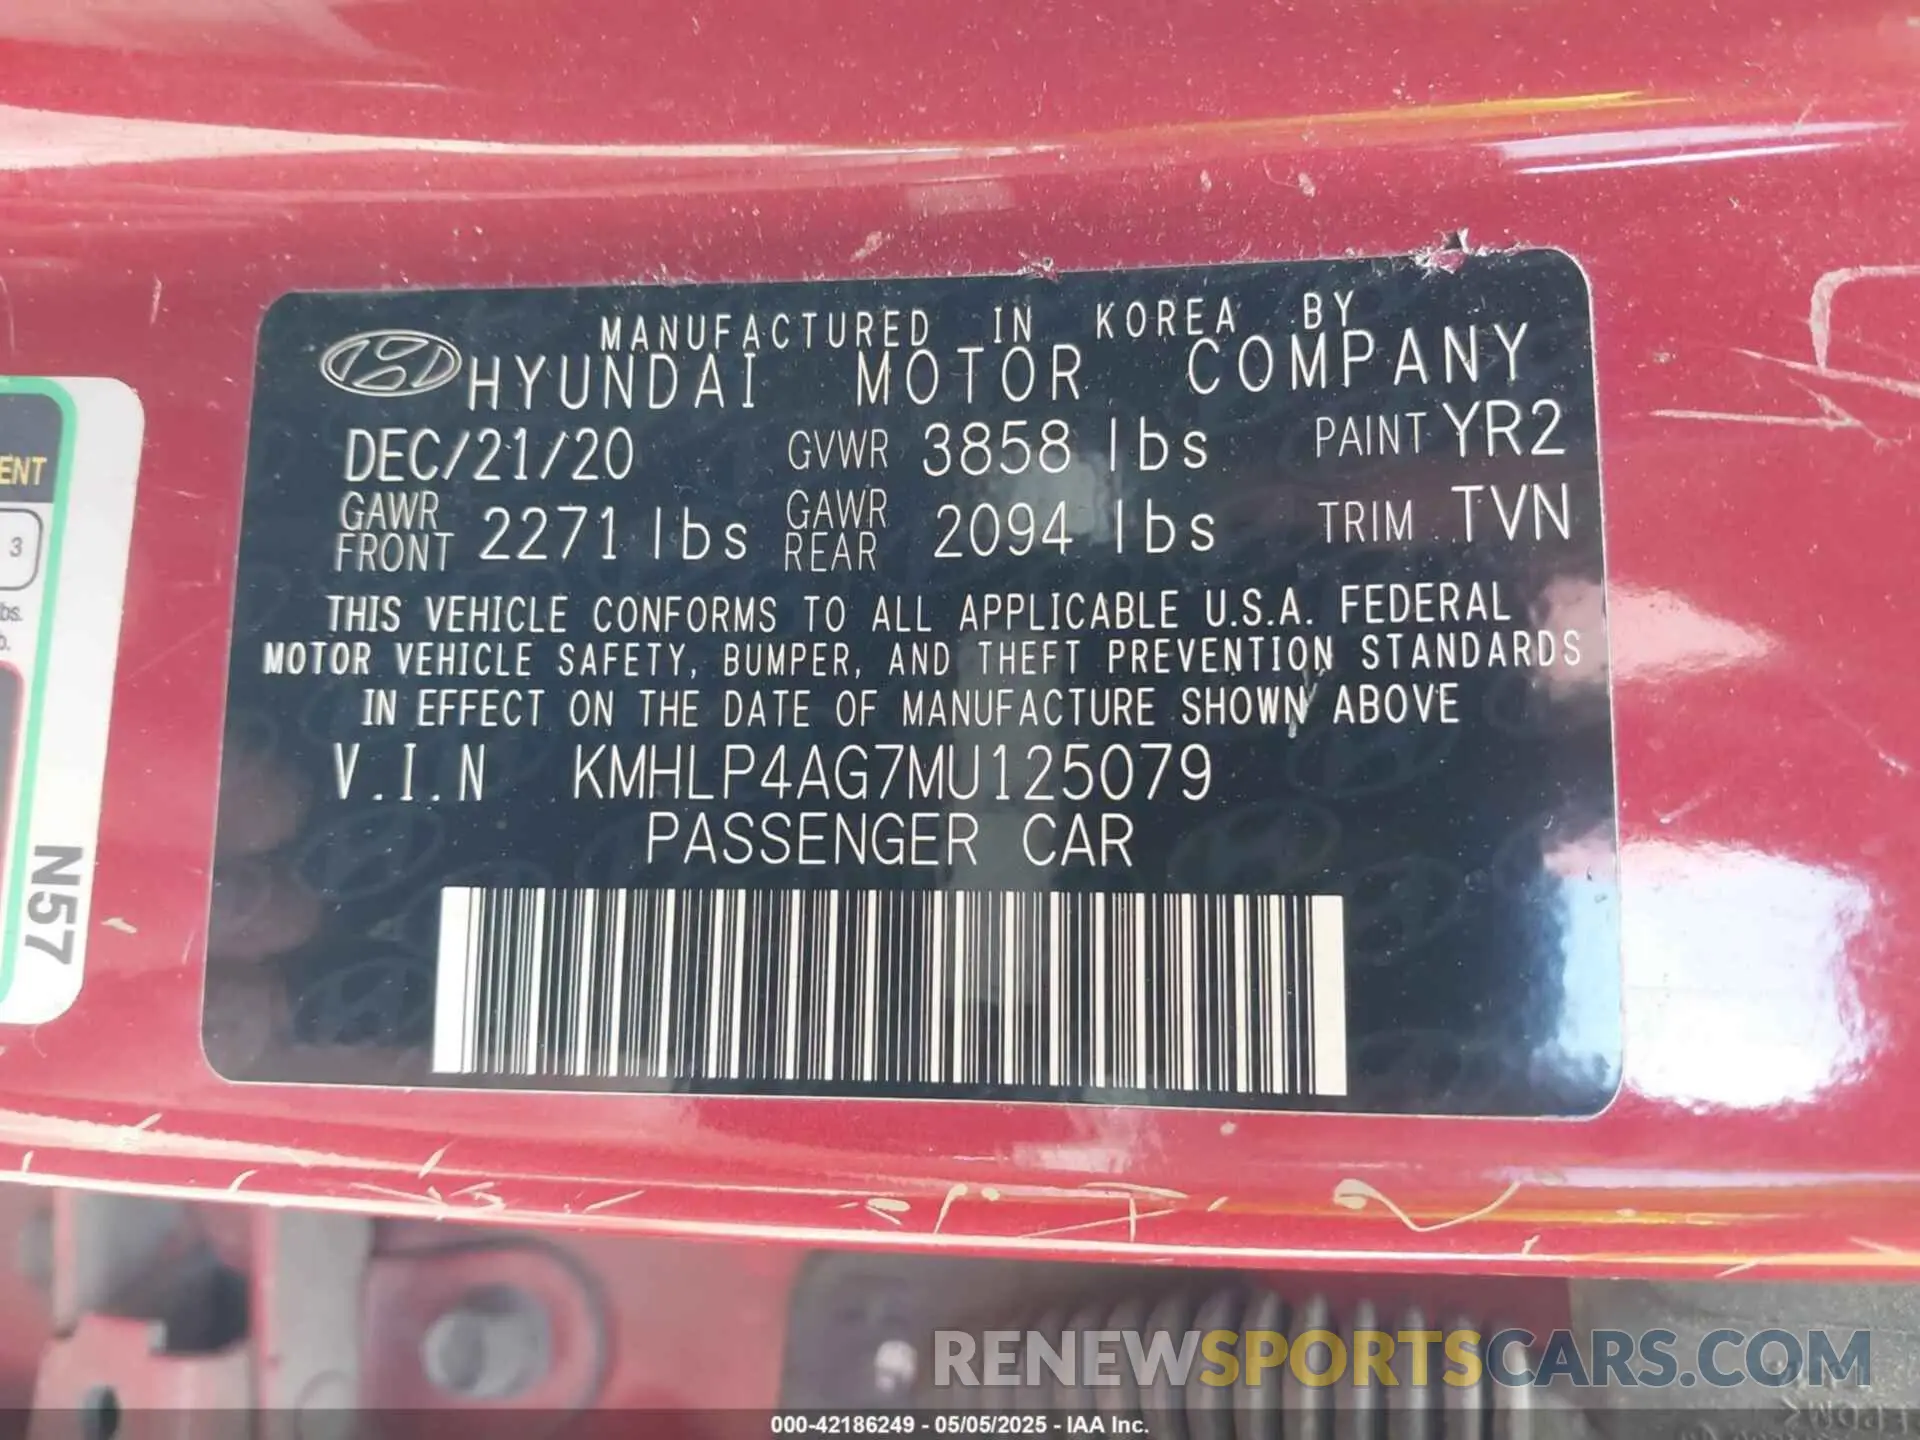 MANUFACTURED IN KOREA BY
HYUNDAI MOTOR COMPANY
DEC/21/20 GVWR 3858 lbs PAINT YR2
GAWR FRONT 2271 lbs GAWR REAR 2094 lbs TRIM TVN
THIS VEHICLE CONFORMS TO ALL APPLICABLE U.S.A. FEDERAL
MOTOR VEHICLE SAFETY, BUMPER, AND THEFT PREVENTION STANDARDS
IN EFFECT ON THE DATE OF MANUFACTURE SHOWN ABOVE
V.I.N KMHLP4AG7MU125079
PASSENGER CAR
ENT
3
bs.
b.
N57
RENEWSPORTSCARS.COM
000-42186249 - 05/05/2025 - IAA Inc.